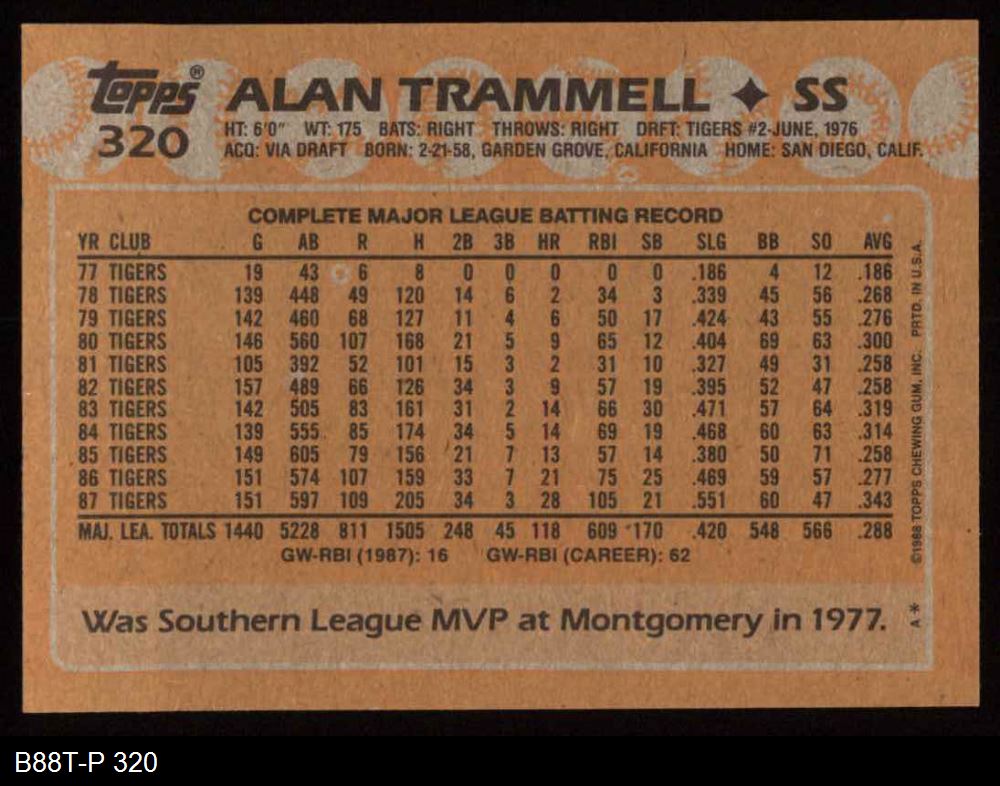 Topps® ALAN TRAMMELL ♦ SS
320 HT: 6'0" WT: 175 BATS: RIGHT THROWS: RIGHT DRFT: TIGERS #2-JUNE, 1976
ACQ: VIA DRAFT BORN: 2-21-58, GARDEN GROVE, CALIFORNIA HOME: SAN DIEGO, CALIF.
COMPLETE MAJOR LEAGUE BATTING RECORD
YR CLUB G AB R H 2B 3B HR RBI SB SLG BB SO AVG
77 TIGERS 19 43 6 8 0 0 0 0 0 .186 4 12 .186
78 TIGERS 139 448 49 120 14 6 2 34 3 .339 45 56 .268
79 TIGERS 142 460 68 127 11 4 6 50 17 .424 43 55 .276
80 TIGERS 146 560 107 168 21 5 9 65 12 .404 69 63 .300
81 TIGERS 105 392 52 101 15 3 2 31 10 .327 49 31 .258
82 TIGERS 157 489 66 126 34 3 9 57 19 .395 52 47 .258
83 TIGERS 142 505 83 161 31 2 14 66 30 .471 57 64 .319
84 TIGERS 139 555 85 174 34 5 14 69 19 .468 60 63 .314
85 TIGERS 149 605 79 156 21 7 13 57 14 .380 50 71 .258
86 TIGERS 151 574 107 159 33 7 21 75 25 .469 59 57 .277
87 TIGERS 151 597 109 205 34 3 28 105 21 .551 60 47 .343
MAJ. LEA. TOTALS 1440 5228 811 1505 248 45 118 609 170 .420 548 566 .288
GW-RBI (1987): 16 GW-RBI (CAREER): 62
Was Southern League MVP at Montgomery in 1977.
A* ©1988 TOPPS CHEWING GUM, INC. PRTD. IN U.S.A.
B88T-P 320